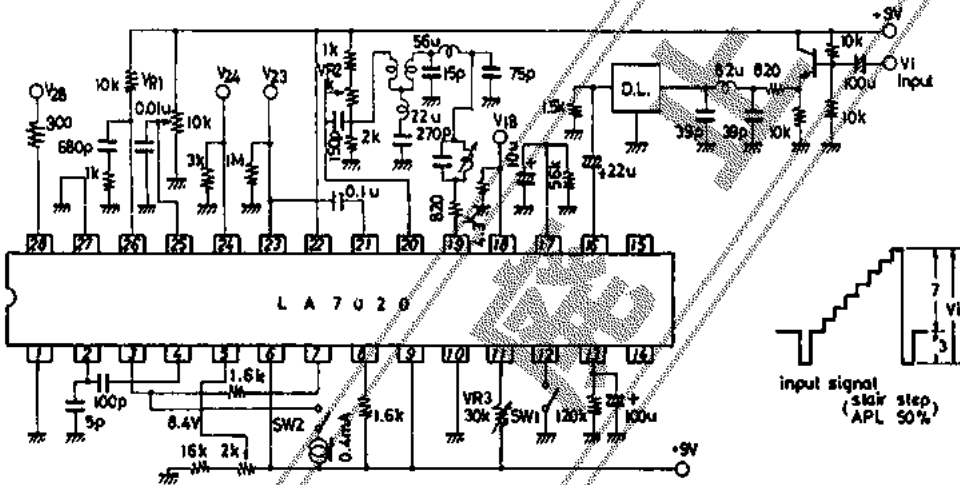 +9V
1k
56u
10k
VR1
V28
V24
V23
VR2
15p
75p
D.L.
82u
820
10k
100u
Vi
Input
0.01u
22u
1.5k
300
10k
2k
270p
V18
39p
39p
10k
10k
680p
150p
10u
+22u
1k
3k
1M
56k
0.1u
820
28 27 26 25 24 23 22 21 20 19 18 17 16 15
LA7020
7
Vi
3
1 2 3 4 5 6 7 8 9 10 11 12 13 14
input signal
(stair step)
APL 50%
100p
1.6k
5p
8.4V
SW2
0.4mA
1.6k
VR3
30k
SW1
120k
100u
16k
2k
+9V